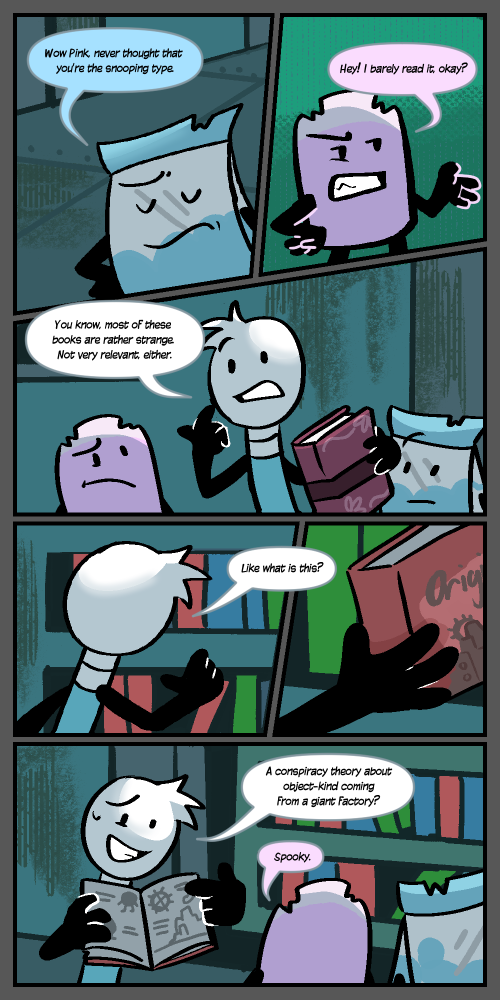 Wow Pink, never thought that
you're the snooping type.
Hey! I barely read it, okay?
You know, most of these
books are rather strange.
Not very relevant, either.
Like what is this?
Orig
A conspiracy theory about
object-kind coming
From a giant Factory?
Spooky.